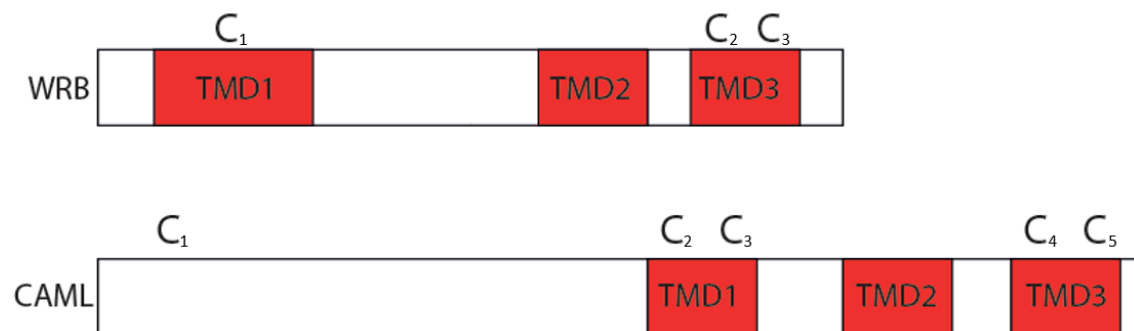 C₁ C₂ C₃
WRB TMD1 TMD2 TMD3
C₁ C₂ C₃ C₄ C₅
CAML TMD1 TMD2 TMD3